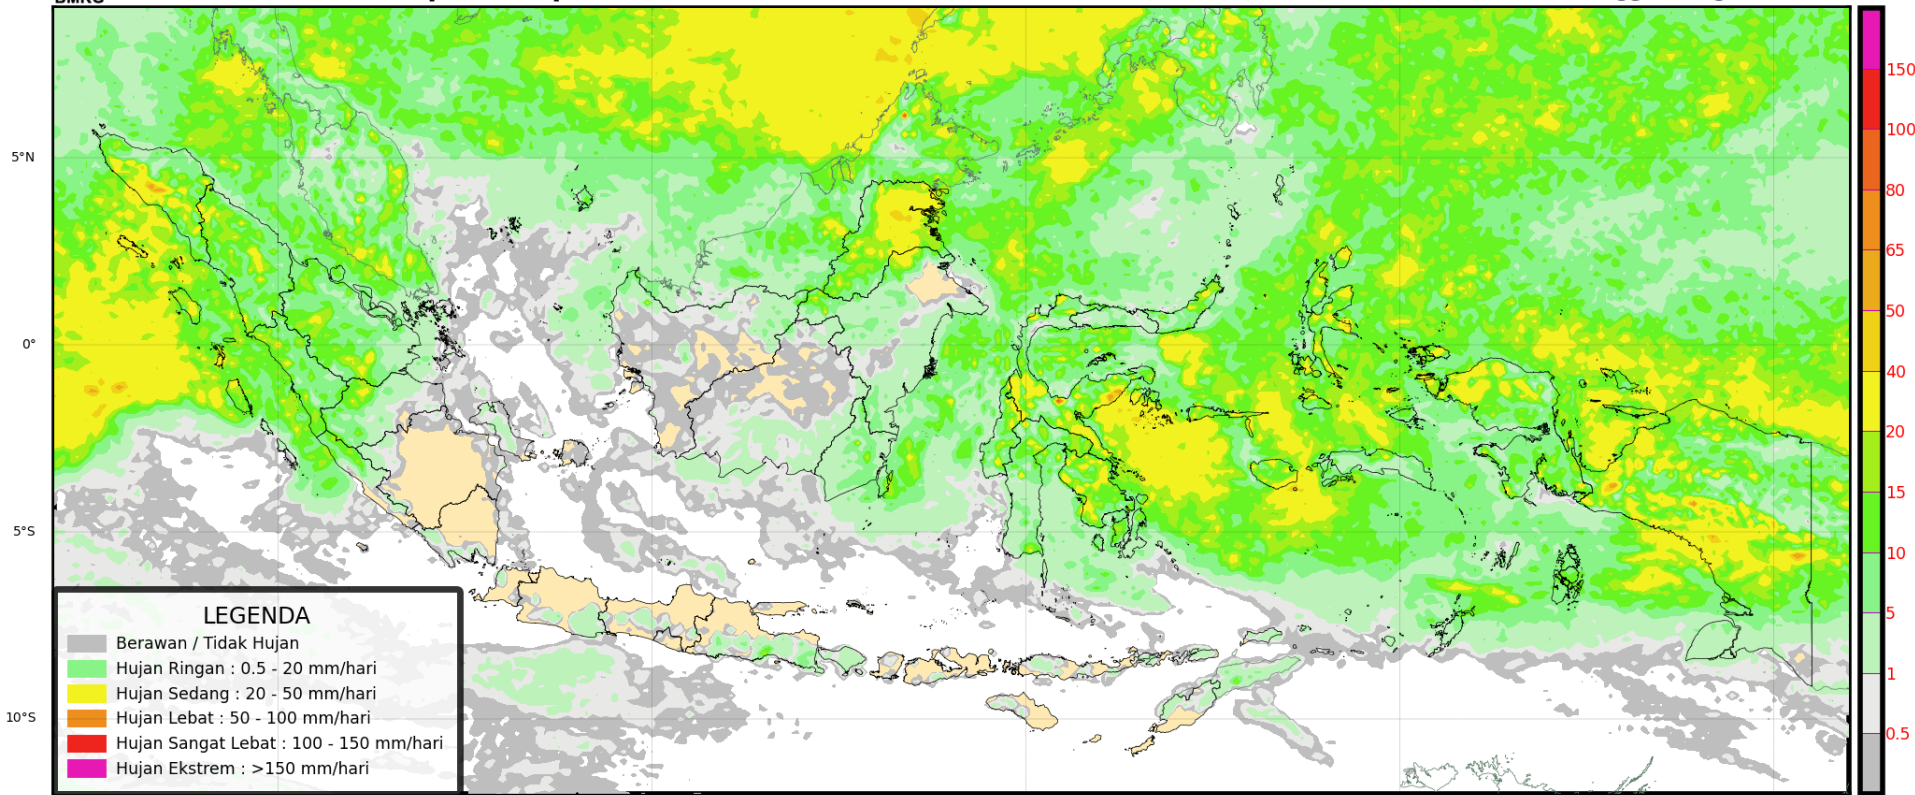 BMKG
5°N
0°
5°S
10°S
LEGENDA
Berawan / Tidak Hujan
Hujan Ringan : 0.5 - 20 mm/hari
Hujan Sedang : 20 - 50 mm/hari
Hujan Lebat : 50 - 100 mm/hari
Hujan Sangat Lebat : 100 - 150 mm/hari
Hujan Ekstrem : >150 mm/hari
150
100
80
65
50
40
20
15
10
5
1
0.5